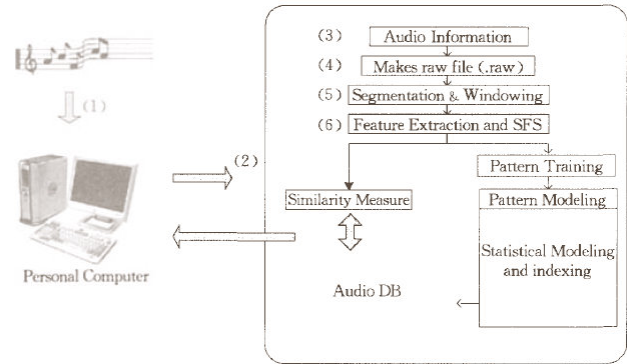 (1)
Personal Computer
(2)
(3) Audio Information
(4) Makes raw file (.raw)
(5) Segmentation & Windowing
(6) Feature Extraction and SFS
Pattern Training
Similarity Measure
Pattern Modeling
Statistical Modeling
and indexing
Audio DB